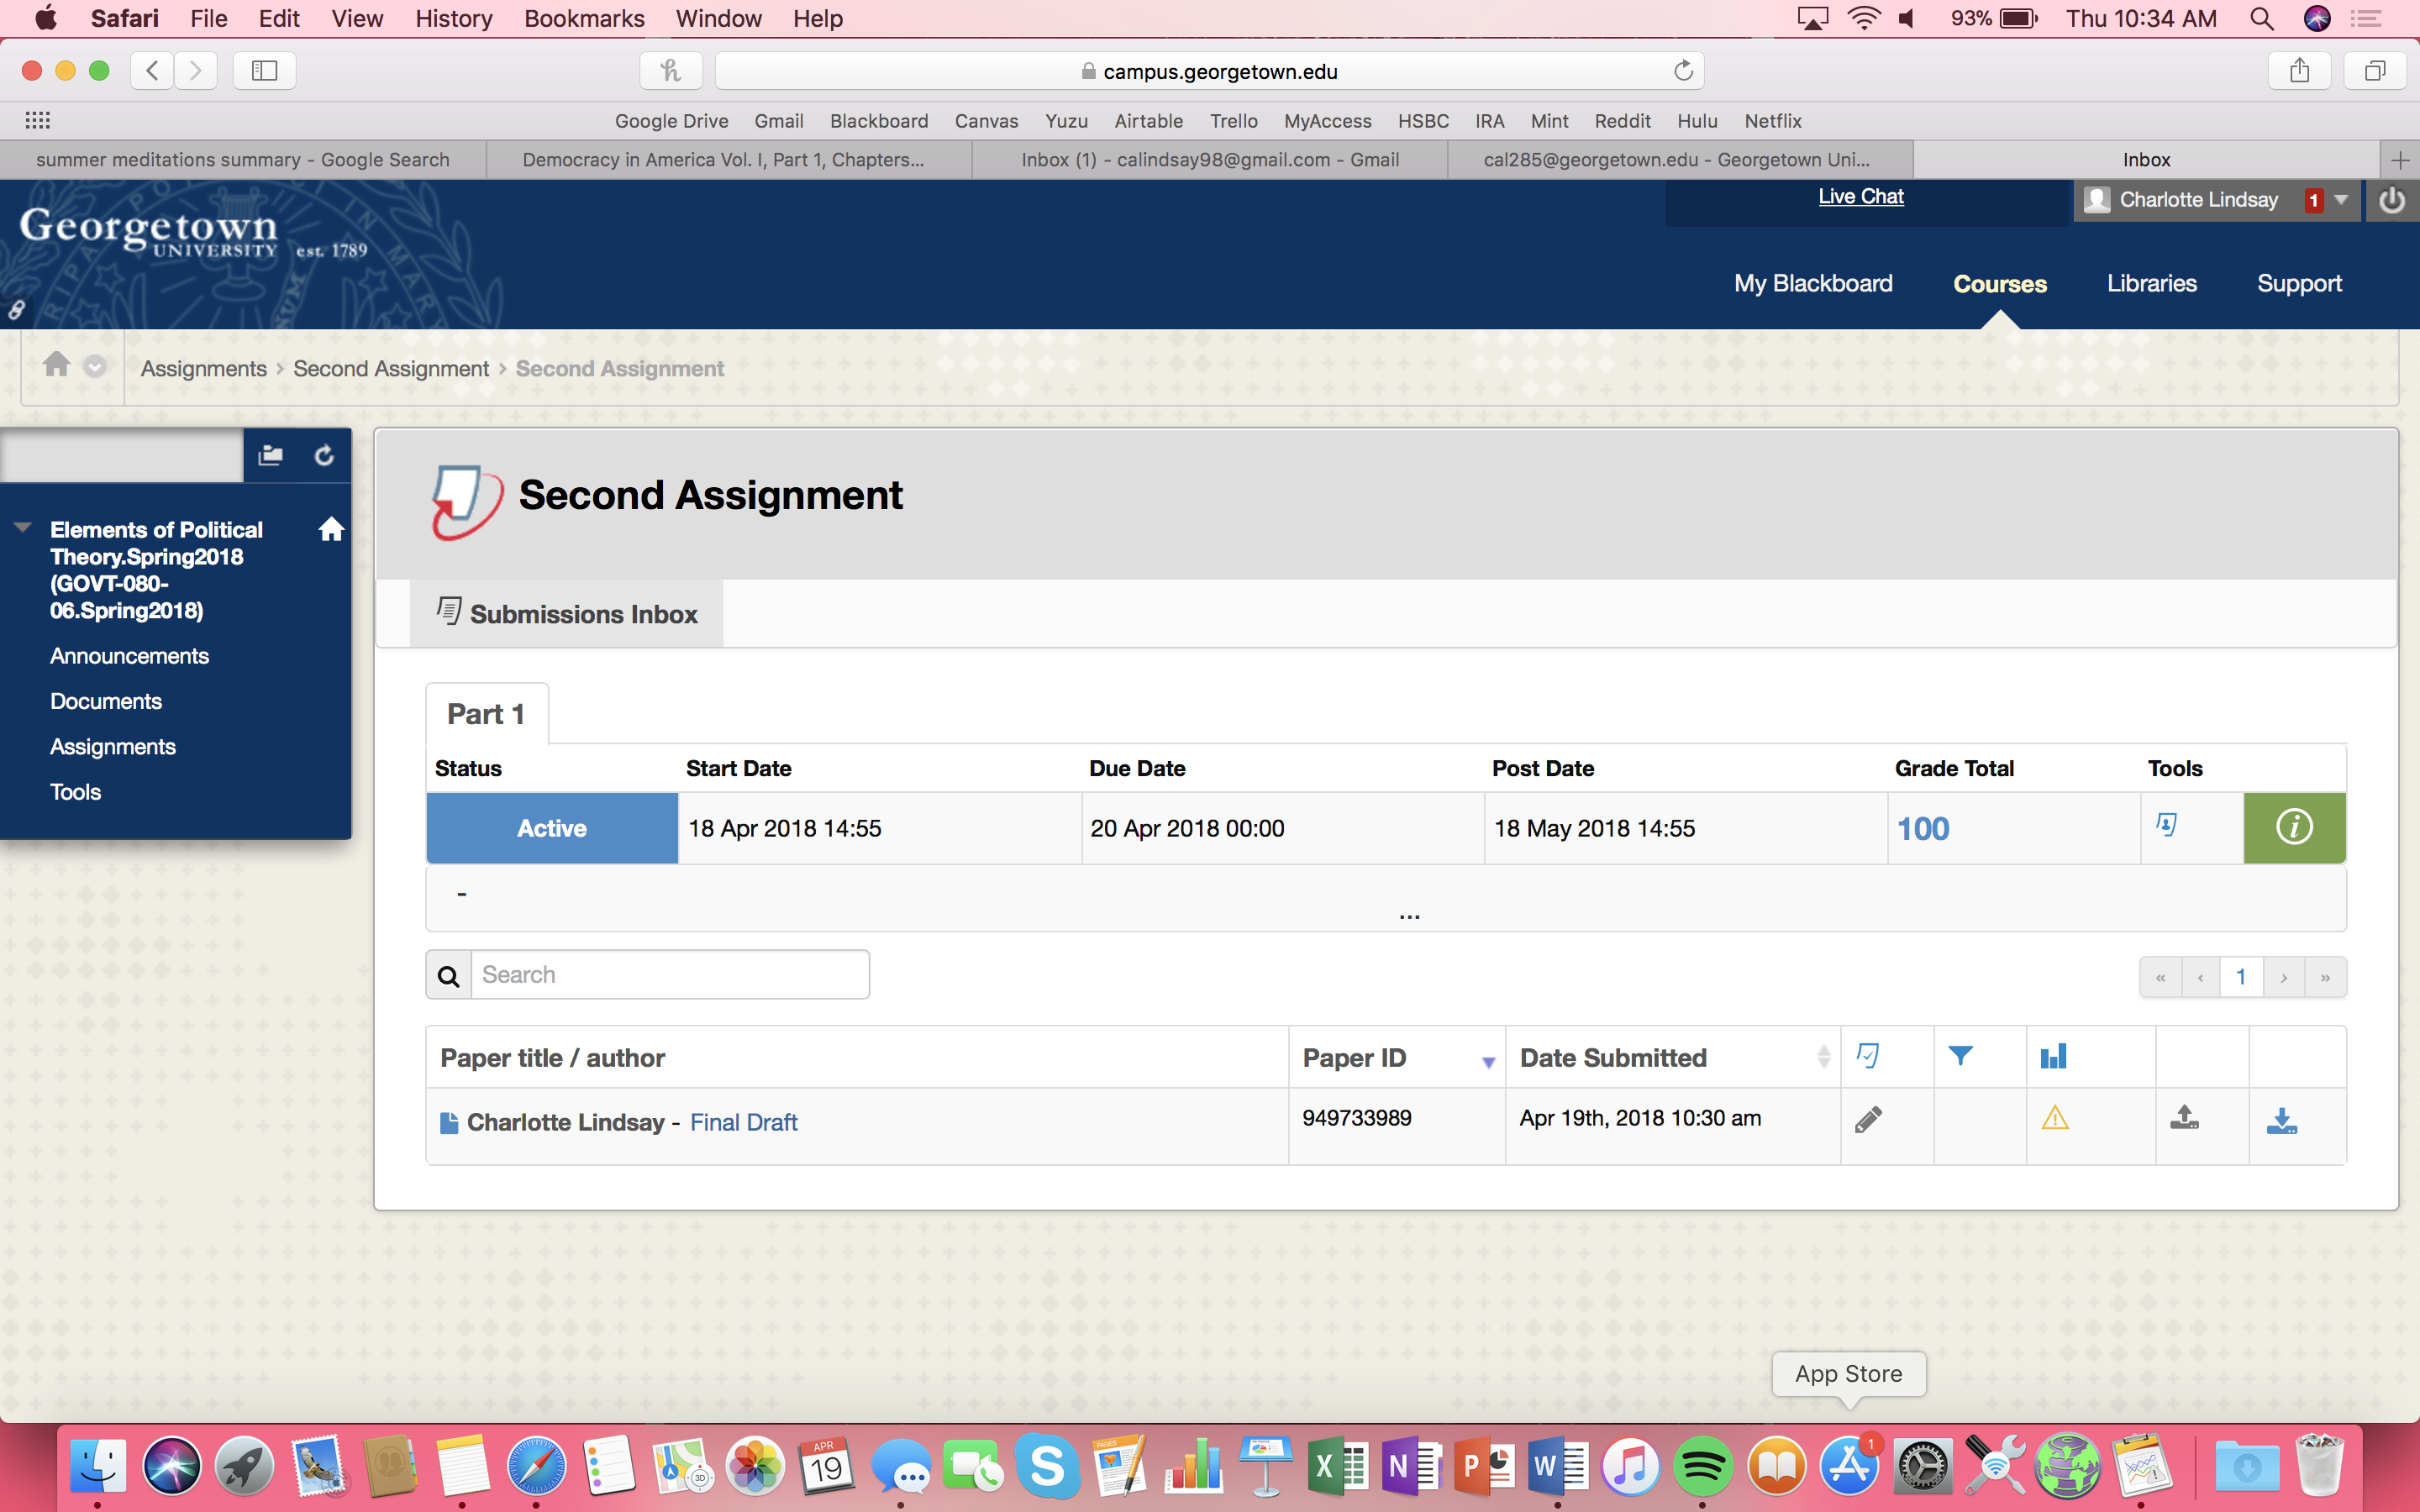 Safari File Edit View History Bookmarks Window Help 93% Thu 10:34 AM
campus.georgetown.edu
Google Drive Gmail Blackboard Canvas Yuzu Airtable Trello MyAccess HSBC IRA Mint Reddit Hulu Netflix
summer meditations summary - Google Search Democracy in America Vol. I, Part 1, Chapters... Inbox (1) - calindsay98@gmail.com - Gmail cal285@georgetown.edu - Georgetown Uni... Inbox
Live Chat Charlotte Lindsay 1
Georgetown
UNIVERSITY est. 1789
My Blackboard Courses Libraries Support
Assignments > Second Assignment > Second Assignment
Elements of Political
Theory.Spring2018
(GOVT-080-
06.Spring2018)
Announcements
Documents
Assignments
Tools
Second Assignment
Submissions Inbox
Part 1
Status Start Date Due Date Post Date Grade Total Tools
Active 18 Apr 2018 14:55 20 Apr 2018 00:00 18 May 2018 14:55 100 i
-
...
Search
« ‹ 1 › »
Paper title / author Paper ID Date Submitted
Charlotte Lindsay - Final Draft 949733989 Apr 19th, 2018 10:30 am
App Store
APR
19
3D
S
PAGES
X
N
P
W
1